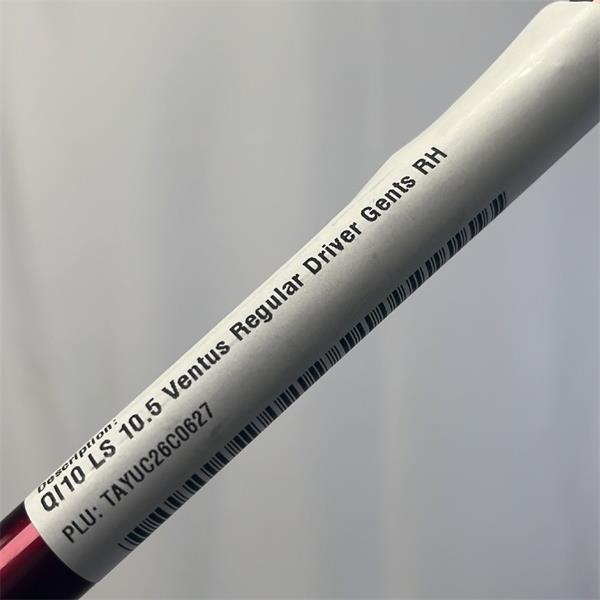 Description:
QI10 LS 10.5 Ventus Regular Driver Gents RH
PLU: TAYUC26C0627